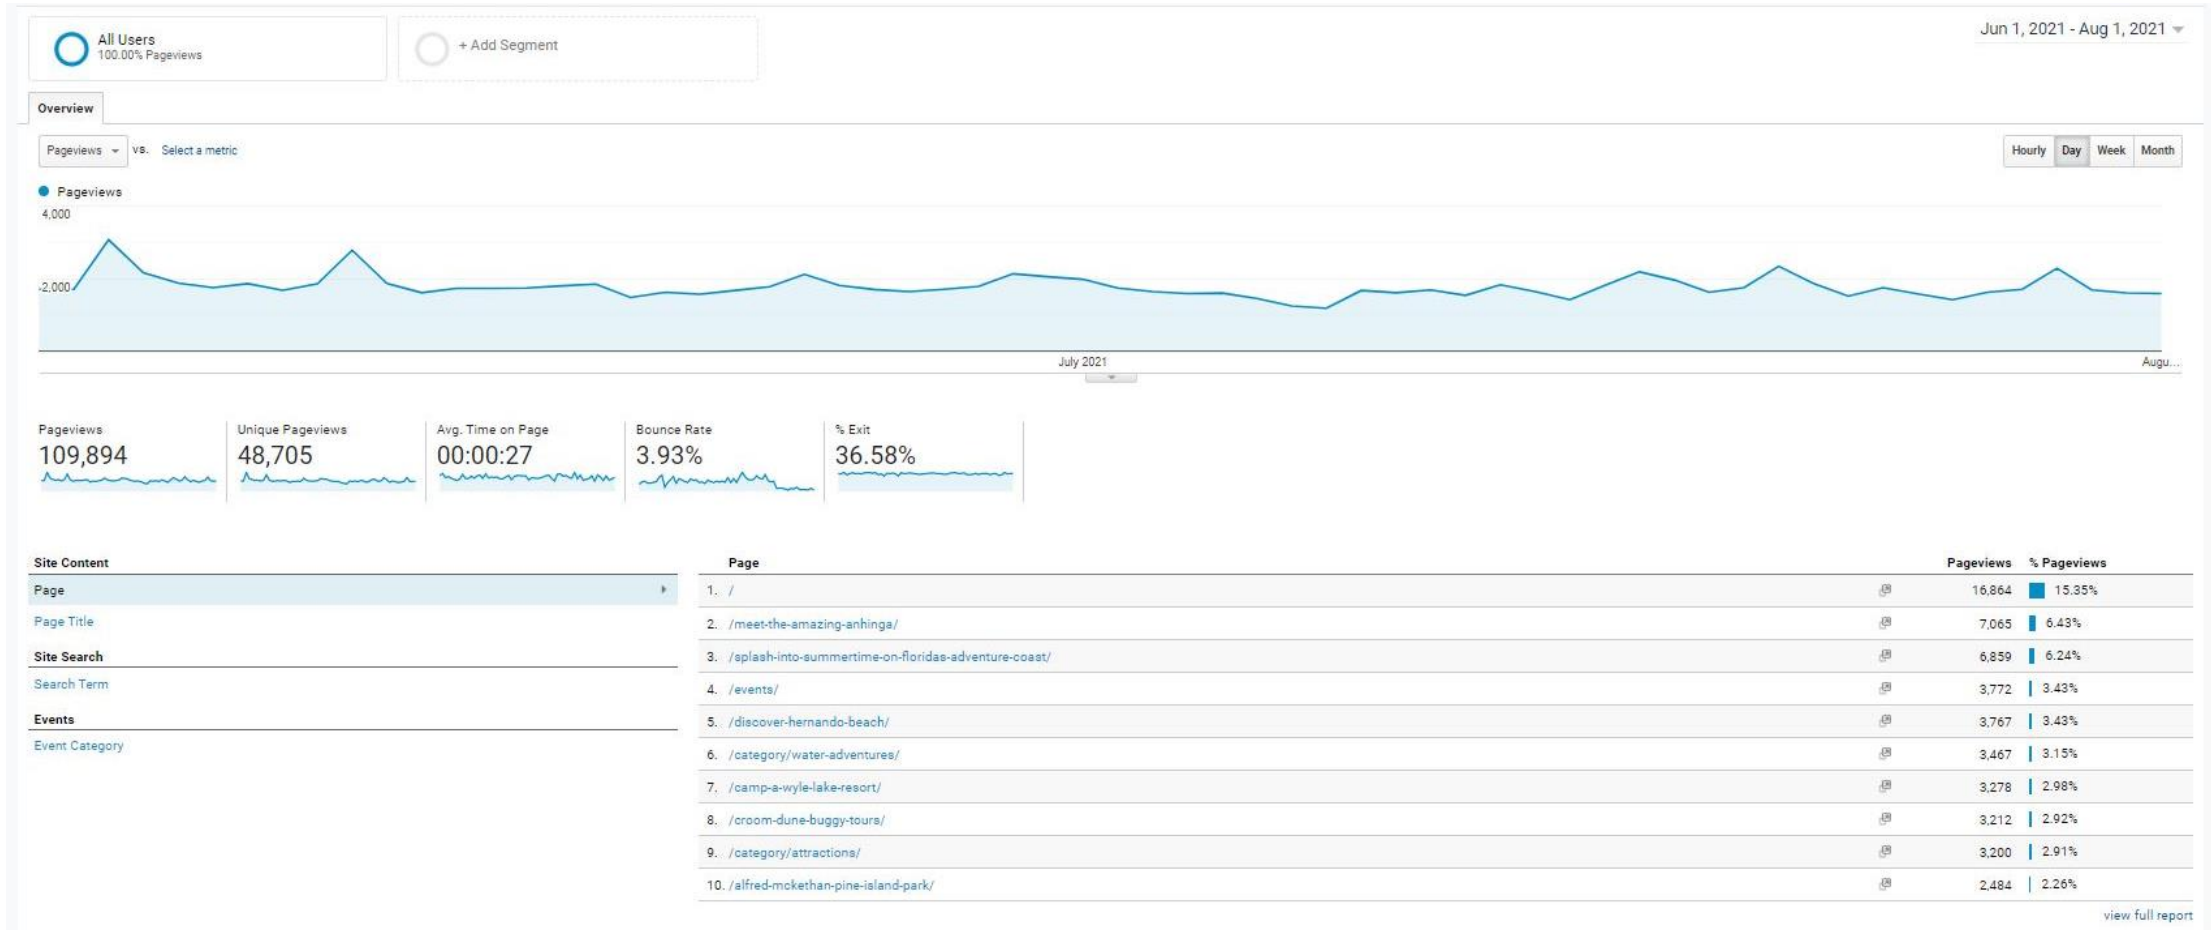 All Users
100.00% Pageviews
+ Add Segment
Jun 1, 2021 - Aug 1, 2021
Overview
Pageviews vs. Select a metric
Hourly Day Week Month
Pageviews
4,000
2,000
July 2021
Augu...
Pageviews Unique Pageviews Avg. Time on Page Bounce Rate % Exit
109,894 48,705 00:00:27 3.93% 36.58%
Site Content
Page
Page Title
Site Search
Search Term
Events
Event Category
Page Pageviews % Pageviews
1. / 16,864 15.35%
2. /meet-the-amazing-anhinga/ 7,065 6.43%
3. /splash-into-summertime-on-floridas-adventure-coast/ 6,859 6.24%
4. /events/ 3,772 3.43%
5. /discover-hernando-beach/ 3,767 3.43%
6. /category/water-adventures/ 3,467 3.15%
7. /camp-a-wyle-lake-resort/ 3,278 2.98%
8. /croom-dune-buggy-tours/ 3,212 2.92%
9. /category/attractions/ 3,200 2.91%
10. /alfred-mckethan-pine-island-park/ 2,484 2.26%
view full report